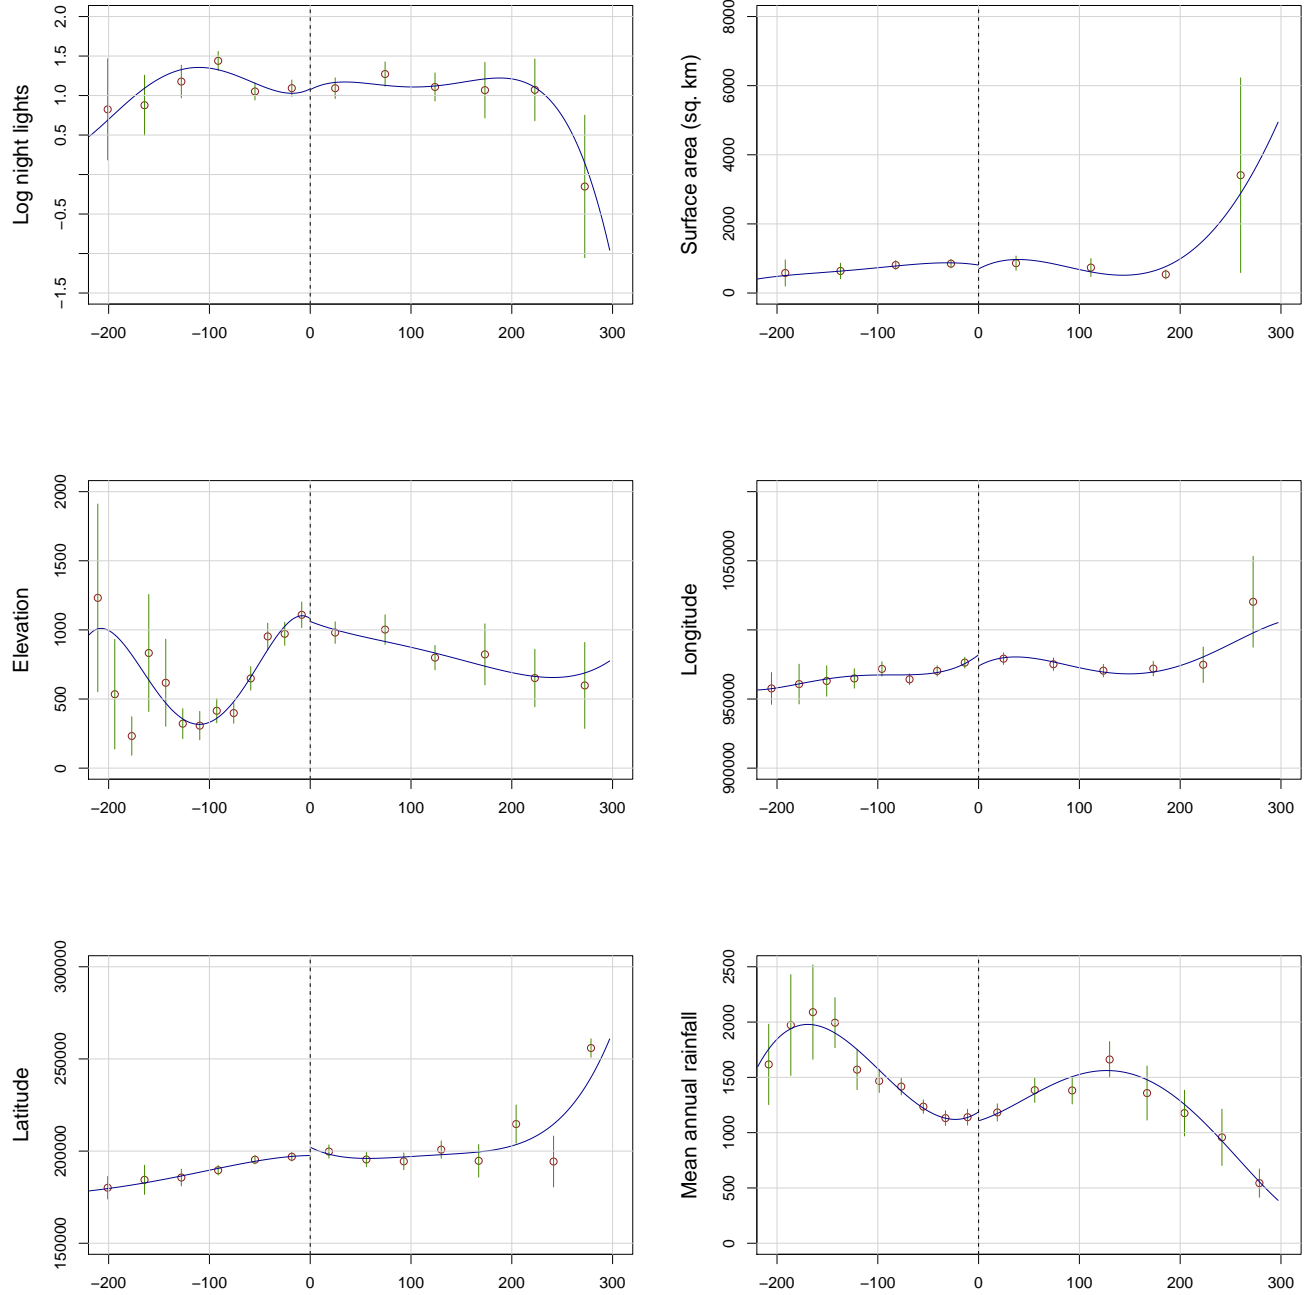 Log night lights
2.0
1.5
1.0
0.5
−0.5
−1.5
−200 −100 0 100 200 300
Surface area (sq. km)
8000
6000
4000
2000
0
−200 −100 0 100 200 300
Elevation
2000
1500
1000
500
0
−200 −100 0 100 200 300
Longitude
1050000
950000
900000
−200 −100 0 100 200 300
Latitude
300000
250000
200000
150000
−200 −100 0 100 200 300
Mean annual rainfall
2500
2000
1500
1000
500
0
−200 −100 0 100 200 300